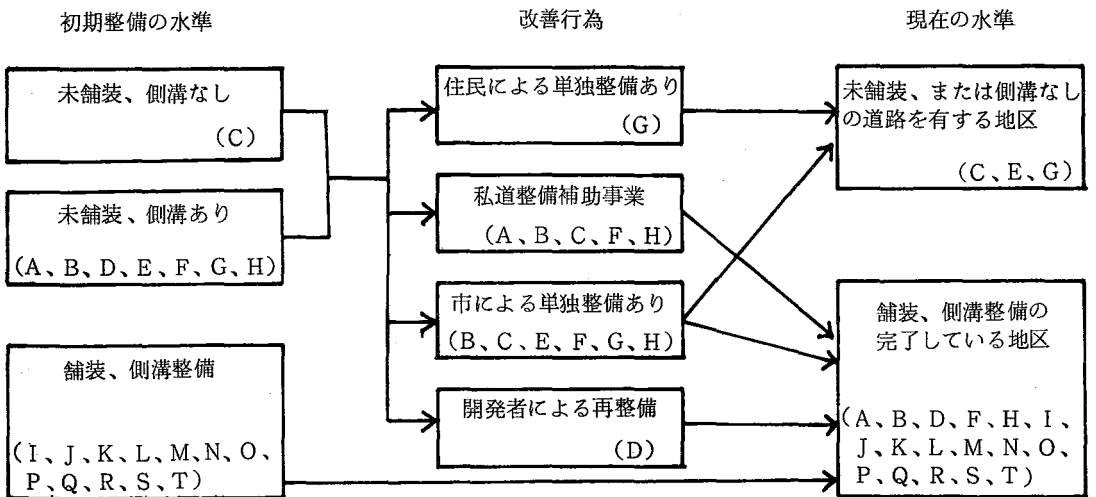 初期整備の水準
改善行為
現在の水準
未舗装、側溝なし
(C)
未舗装、側溝あり
(A、B、D、E、F、G、H)
舗装、側溝整備
(I、J、K、L、M、N、O、
P、Q、R、S、T)
住民による単独整備あり
(G)
私道整備補助事業
(A、B、C、F、H)
市による単独整備あり
(B、C、E、F、G、H)
開発者による再整備
(D)
未舗装、または側溝なし
の道路を有する地区
(C、E、G)
舗装、側溝整備の
完了している地区
(A、B、D、F、H、I、
J、K、L、M、N、O、
P、Q、R、S、T)